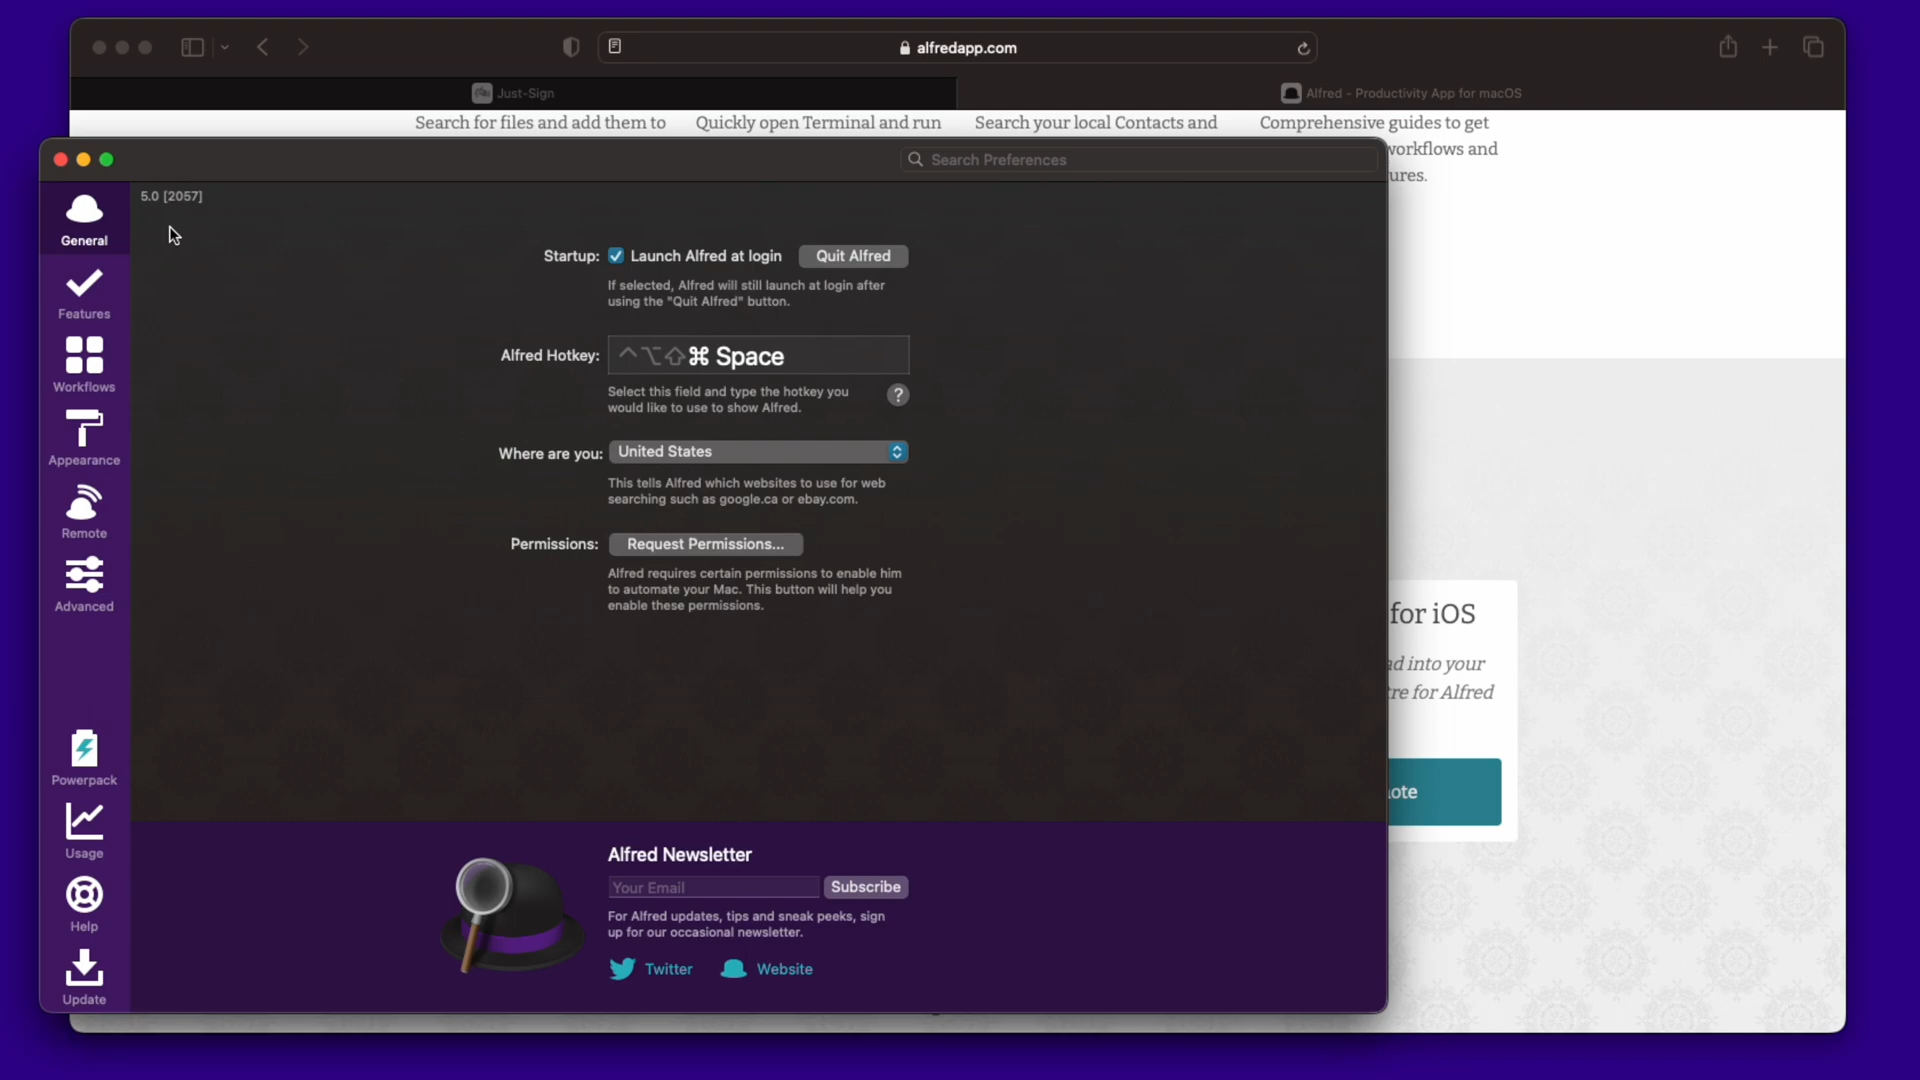 alfredapp.com
Just-Sign
Alfred - Productivity App for macOS
Search for files and add them to
Quickly open Terminal and run
Search your local Contacts and
Comprehensive guides to get
workflows and
ures.
Search Preferences
5.0 [2057]
General
Features
Workflows
Appearance
Remote
Advanced
Powerpack
Usage
Help
Update
Startup:
Launch Alfred at login
Quit Alfred
If selected, Alfred will still launch at login after
using the "Quit Alfred" button.
Alfred Hotkey:
^⌥⇧⌘ Space
Select this field and type the hotkey you
would like to use to show Alfred.
?
Where are you:
United States
This tells Alfred which websites to use for web
searching such as google.ca or ebay.com.
Permissions:
Request Permissions...
Alfred requires certain permissions to enable him
to automate your Mac. This button will help you
enable these permissions.
for iOS
ad into your
tre for Alfred
ote
Alfred Newsletter
Your Email
Subscribe
For Alfred updates, tips and sneak peeks, sign
up for our occasional newsletter.
Twitter
Website